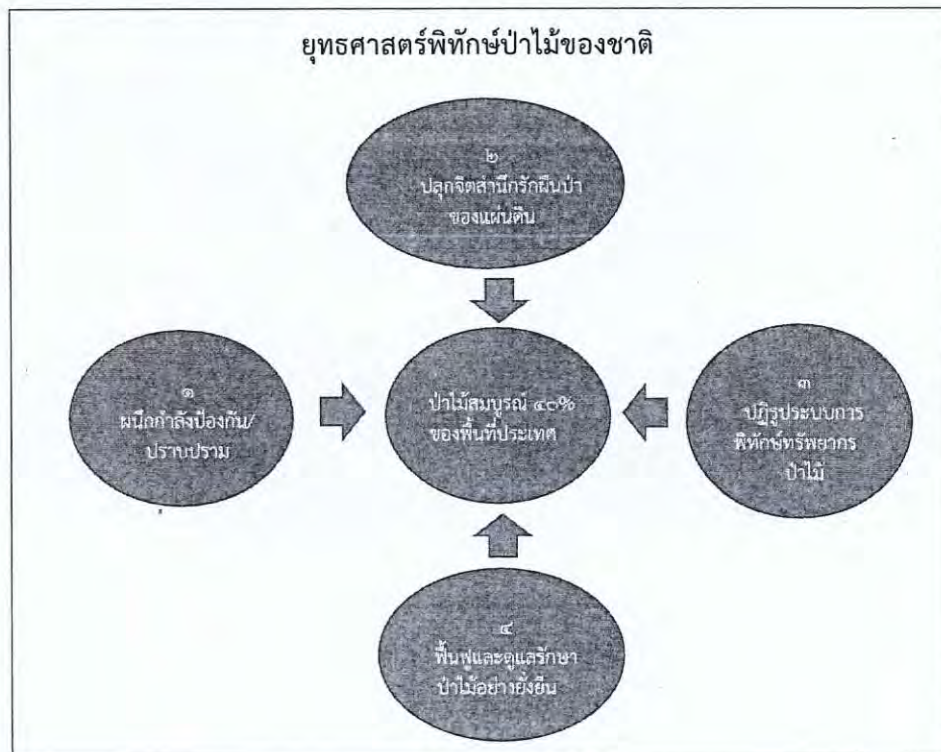 ยุทธศาสตร์พิทักษ์ป่าไม้ของชาติ
๒
ปลุกจิตสำนึกรักผืนป่า
ของแผ่นดิน
๑
ผนึกกำลังป้องกัน/
ปราบปราม
ป่าไม้สมบูรณ์ ๔๐%
ของพื้นที่ประเทศ
๓
ปฏิรูประบบการ
พิทักษ์ทรัพยากร
ป่าไม้
๔
ฟื้นฟูและดูแลรักษา
ป่าไม้อย่างยั่งยืน